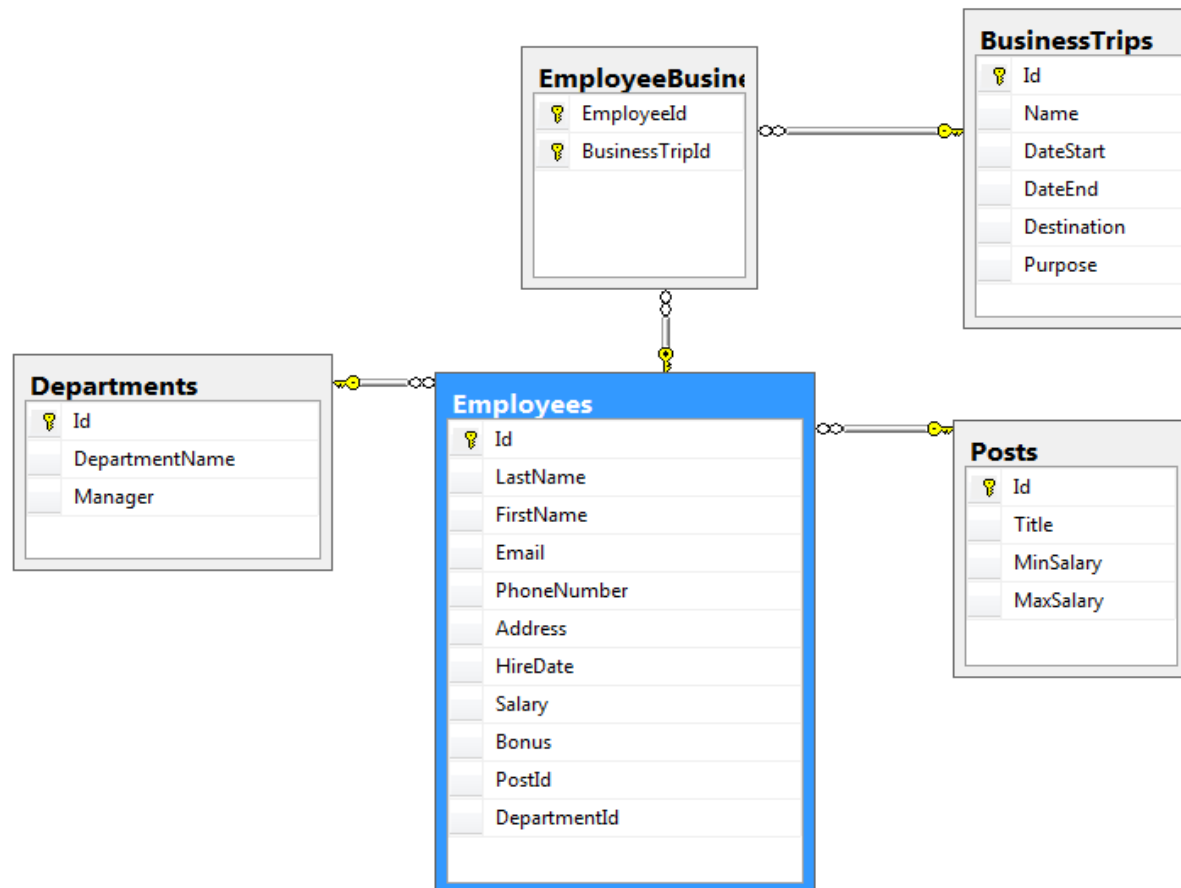 BusinessTrips
Id
Name
DateStart
DateEnd
Destination
Purpose
EmployeeBusine
EmployeeId
BusinessTripId
Departments
Id
DepartmentName
Manager
Employees
Id
LastName
FirstName
Email
PhoneNumber
Address
HireDate
Salary
Bonus
PostId
DepartmentId
Posts
Id
Title
MinSalary
MaxSalary